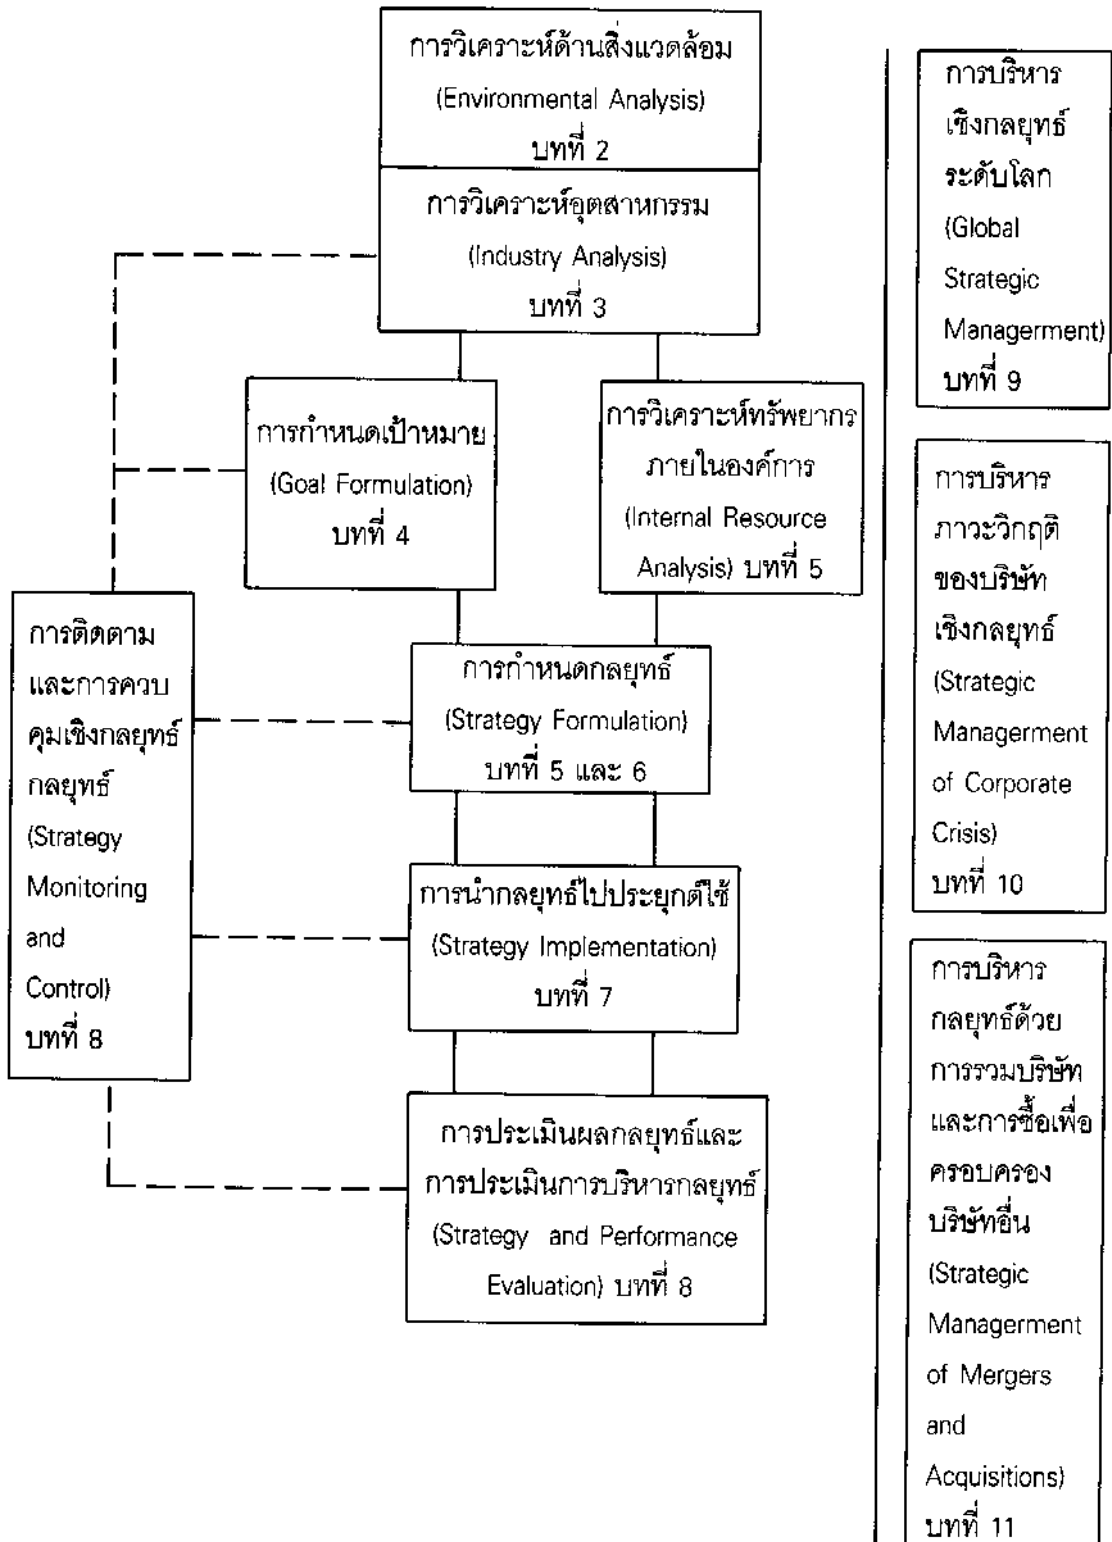 การวิเคราะห์ด้านสิ่งแวดล้อม
(Environmental Analysis)
บทที่ 2
การวิเคราะห์อุตสาหกรรม
(Industry Analysis)
บทที่ 3
การกำหนดเป้าหมาย
(Goal Formulation)
บทที่ 4
การวิเคราะห์ทรัพยากร
ภายในองค์การ
(Internal Resource
Analysis) บทที่ 5
การติดตาม
และการควบ
คุมเชิงกลยุทธ์
กลยุทธ์
(Strategy
Monitoring
and
Control)
บทที่ 8
การกำหนดกลยุทธ์
(Strategy Formulation)
บทที่ 5 และ 6
การนำกลยุทธ์ไปประยุกต์ใช้
(Strategy Implementation)
บทที่ 7
การประเมินผลกลยุทธ์และ
การประเมินการบริหารกลยุทธ์
(Strategy and Performance
Evaluation) บทที่ 8
การบริหาร
เชิงกลยุทธ์
ระดับโลก
(Global
Strategic
Managerment)
บทที่ 9
การบริหาร
ภาวะวิกฤติ
ของบริษัท
เชิงกลยุทธ์
(Strategic
Managerment
of Corporate
Crisis)
บทที่ 10
การบริหาร
กลยุทธ์ด้วย
การรวมบริษัท
และการซื้อเพื่อ
ครอบครอง
บริษัทอื่น
(Strategic
Managerment
of Mergers
and
Acquisitions)
บทที่ 11